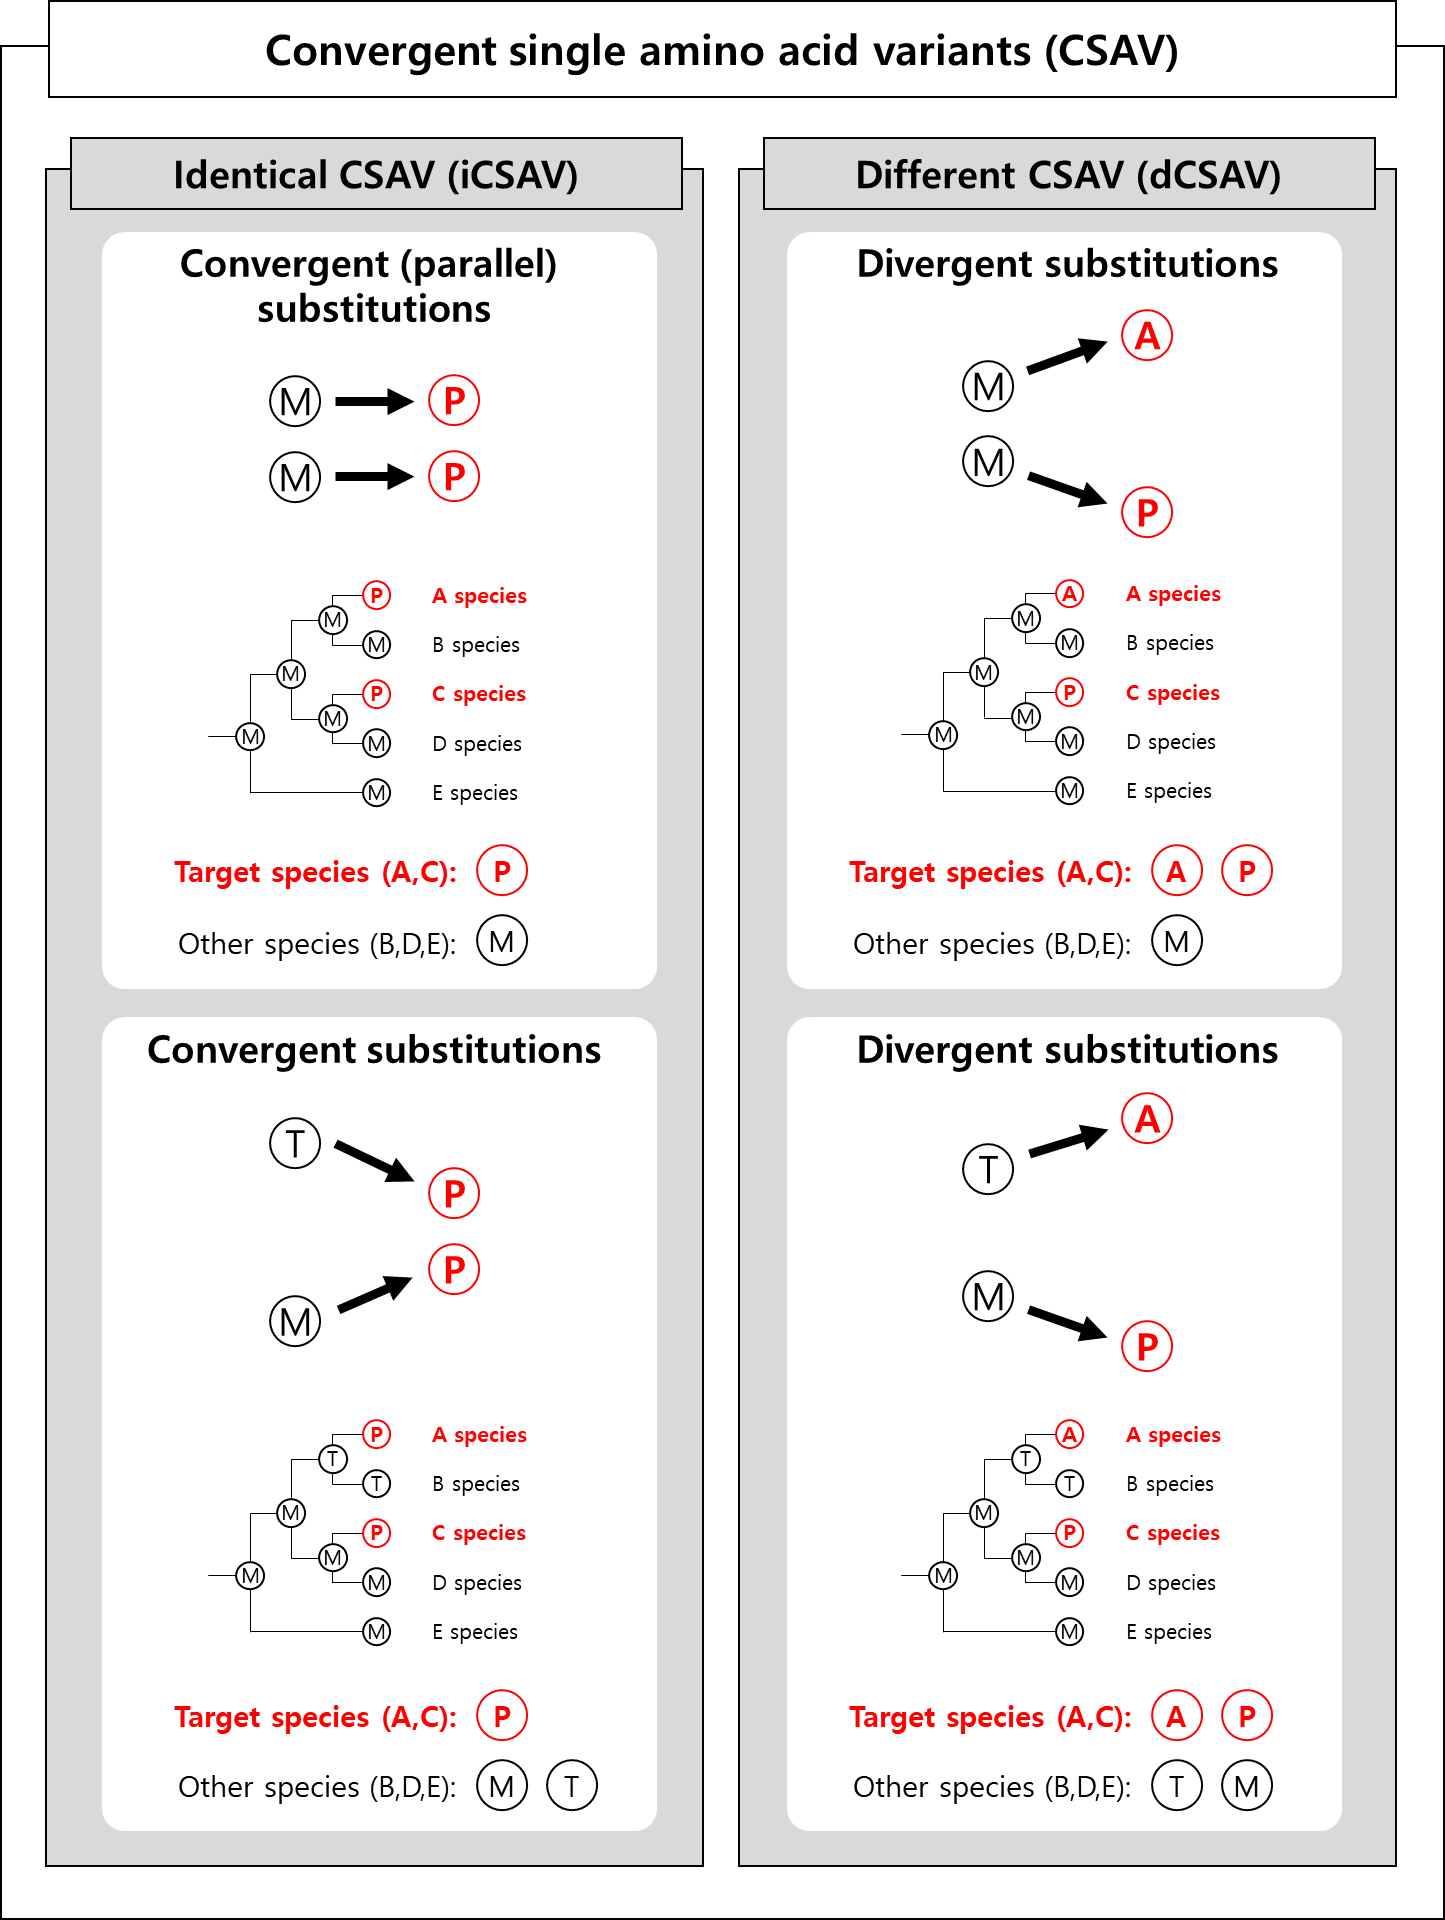 Convergent single amino acid variants (CSAV)
Identical CSAV (iCSAV)
Convergent (parallel)
substitutions
M P
M P
P A species
M
M B species
M
P C species
M
M
M D species
M E species
Target species (A,C): P
Other species (B,D,E): M
Convergent substitutions
T
P
P
M
P A species
T
T B species
M
P C species
M
M
M D species
M E species
Target species (A,C): P
Other species (B,D,E): M T
Different CSAV (dCSAV)
Divergent substitutions
A
M
M
P
A A species
M
M B species
M
P C species
M
M
M D species
M E species
Target species (A,C): A P
Other species (B,D,E): M
Divergent substitutions
A
T
M
P
A A species
T
T B species
M
P C species
M
M
M D species
M E species
Target species (A,C): A P
Other species (B,D,E): T M